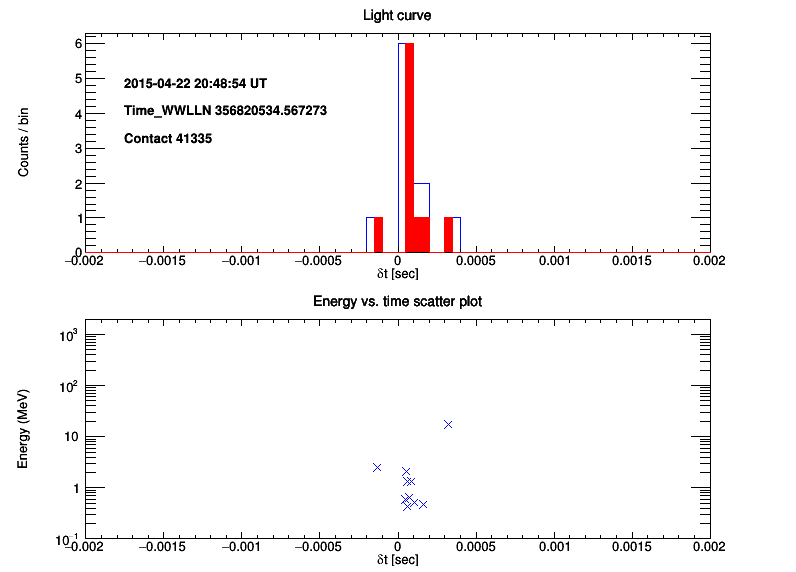 Light curve
Counts / bin
6
5
4
3
2
1
0
2015-04-22 20:48:54 UT
Time_WWLLN 356820534.567273
Contact 41335
−0.002 −0.0015 −0.001 −0.0005 0 0.0005 0.001 0.0015 0.002
δt [sec]
Energy vs. time scatter plot
Energy (MeV)
10³
10²
10
1
10⁻¹
−0.002 −0.0015 −0.001 −0.0005 0 0.0005 0.001 0.0015 0.002
δt [sec]